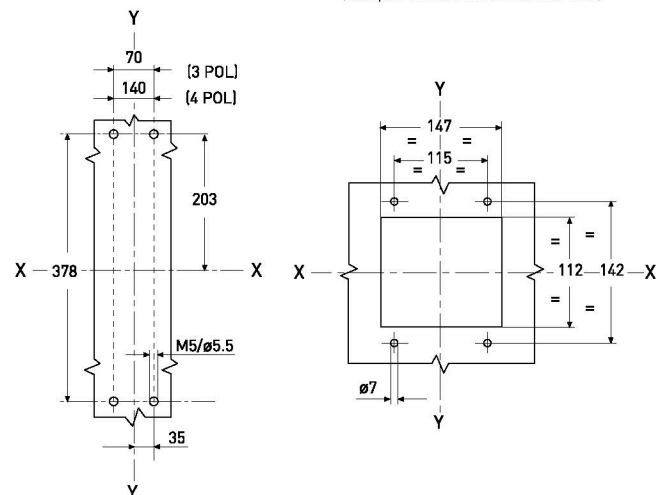 Y
70 (3 POL)
140 (4 POL)
203
X 378 X
M5/ø5.5
35
Y
Y
147
= =
115
= =
= =
X 112 142 X
= =
ø7
Y